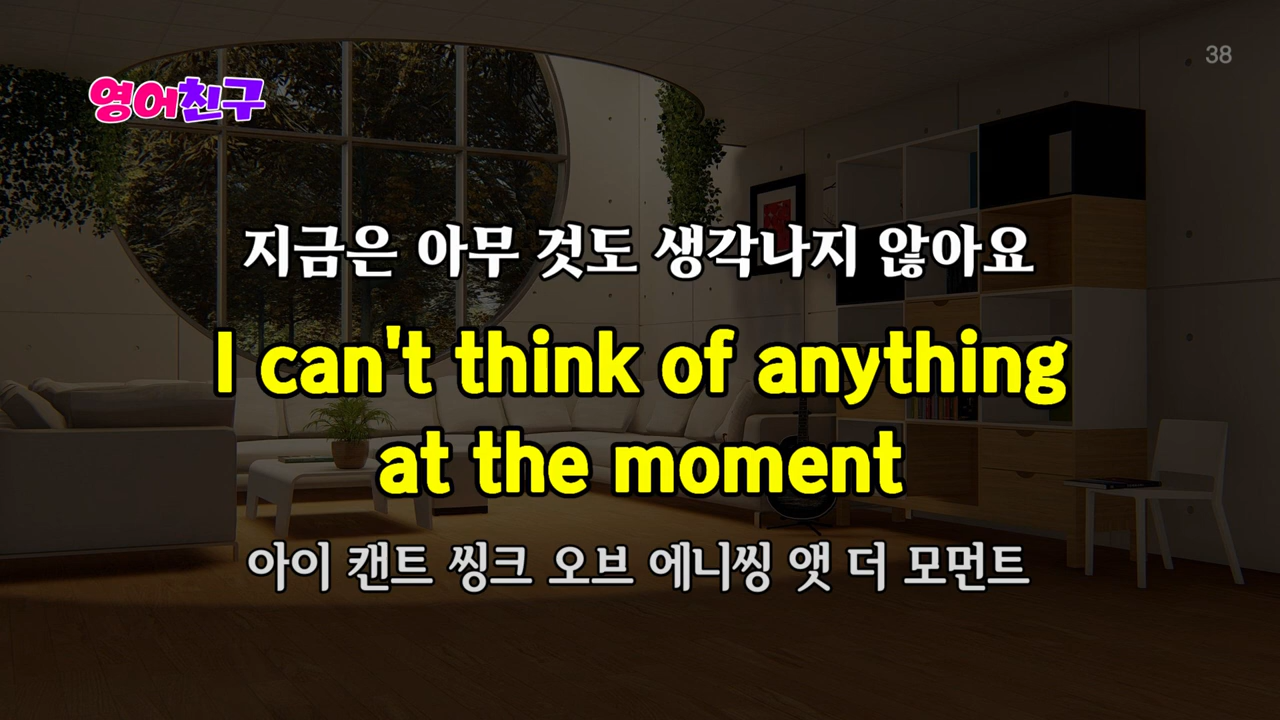 영어친구
38
지금은 아무 것도 생각나지 않아요
I can't think of anything
at the moment
아이 캔트 씽크 오브 에니씽 앳 더 모먼트